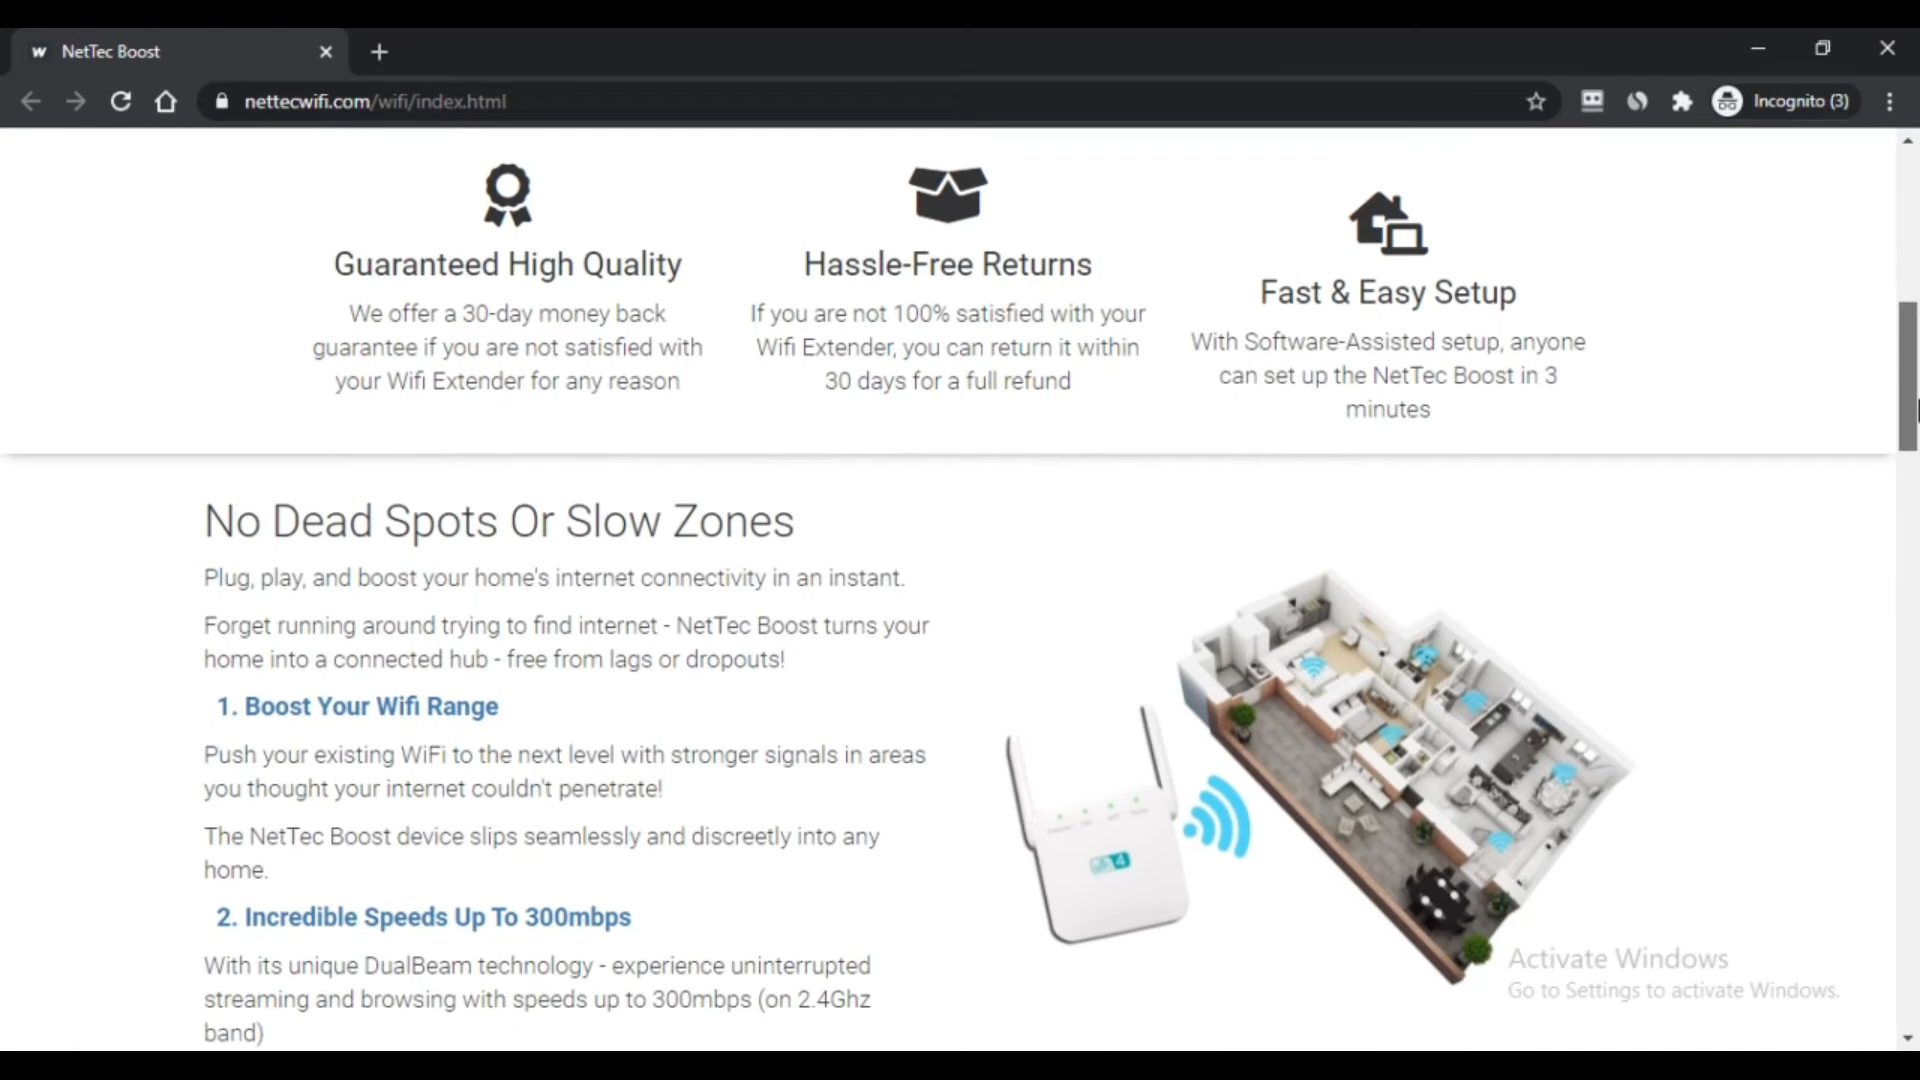 NetTec Boost
nettecwifi.com/wifi/index.html
Incognito (3)
Guaranteed High Quality
We offer a 30-day money back
guarantee if you are not satisfied with
your Wifi Extender for any reason
Hassle-Free Returns
If you are not 100% satisfied with your
Wifi Extender, you can return it within
30 days for a full refund
Fast & Easy Setup
With Software-Assisted setup, anyone
can set up the NetTec Boost in 3
minutes
No Dead Spots Or Slow Zones
Plug, play, and boost your home's internet connectivity in an instant.
Forget running around trying to find internet - NetTec Boost turns your
home into a connected hub - free from lags or dropouts!
1. Boost Your Wifi Range
Push your existing WiFi to the next level with stronger signals in areas
you thought your internet couldn't penetrate!
The NetTec Boost device slips seamlessly and discreetly into any
home.
2. Incredible Speeds Up To 300mbps
With its unique DualBeam technology - experience uninterrupted
streaming and browsing with speeds up to 300mbps (on 2.4Ghz
band)
Activate Windows
Go to Settings to activate Windows.